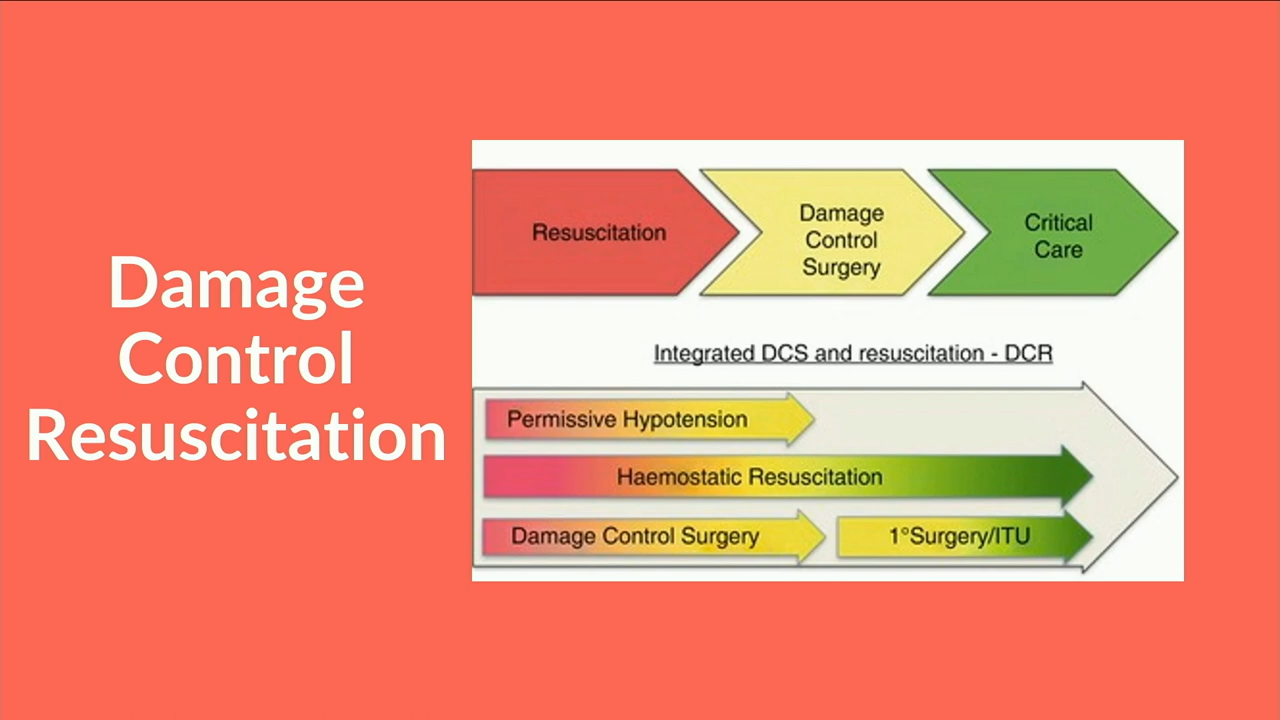 Damage
Control
Resuscitation
Resuscitation
Damage
Control
Surgery
Critical
Care
Integrated DCS and resuscitation - DCR
Permissive Hypotension
Haemostatic Resuscitation
Damage Control Surgery
1°Surgery/ITU